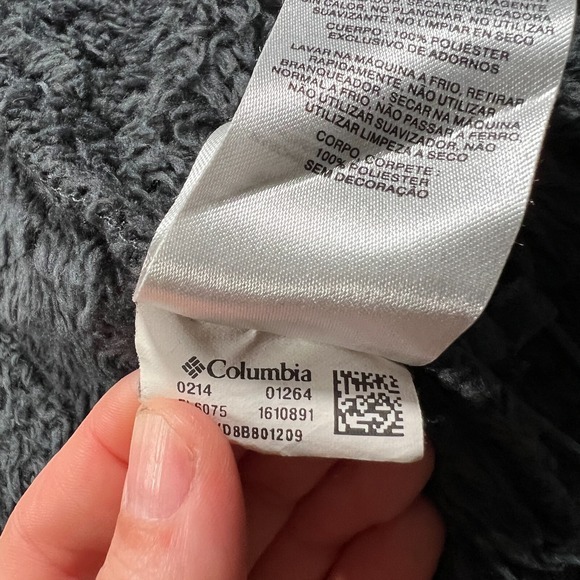 CALOR, NO PLANCHAR, NO UTILIZAR
SUAVIZANTE, NO LIMPIAR EN SECO
CUERPO: 100% POLIÉSTER
EXCLUSIVO DE ADORNOS
LAVAR NA MÁQUINA A FRIO, RETIRAR
RAPIDAMENTE, NÃO UTILIZAR
BRANQUEADOR, SECAR NA MÁQUINA
NORMAL A FRIO, NÃO PASSAR A FERRO,
NÃO UTILIZAR SUAVIZADOR, NÃO
UTILIZAR LIMPEZA A SECO
CORPO, CORPETE :
100% POLIESTER
SEM DECORAÇÃO
Columbia
0214 01264
1610891
D8B801209